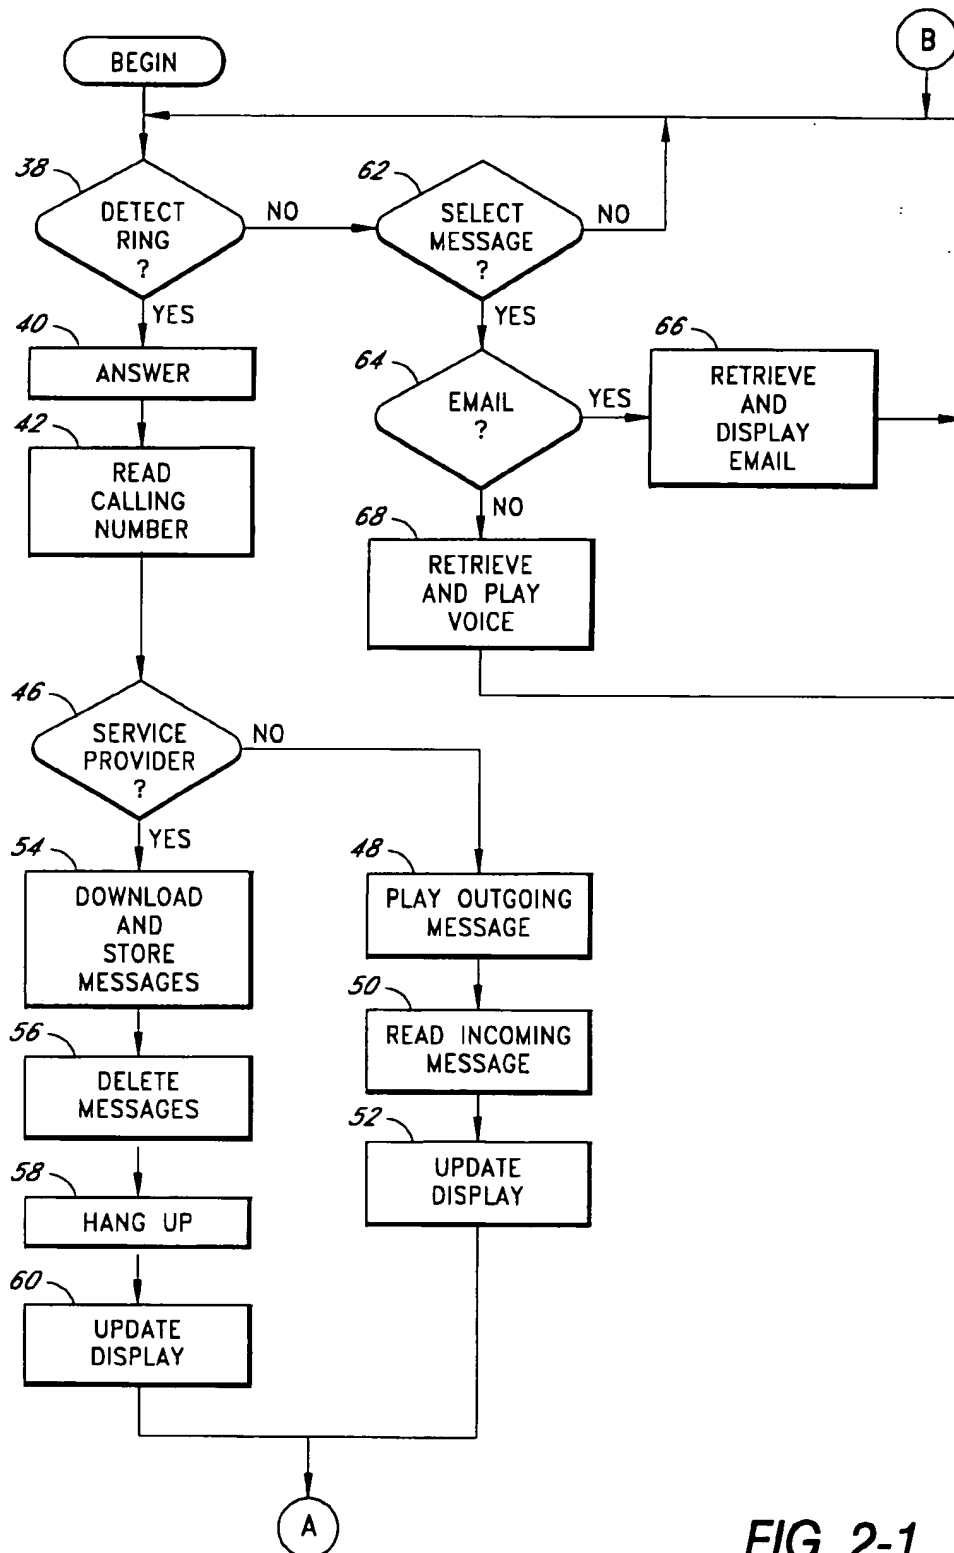 B
BEGIN
38
DETECT
RING
?
NO
62
SELECT
MESSAGE
?
NO
YES
YES
40
ANSWER
64
EMAIL
?
YES
66
RETRIEVE
AND
DISPLAY
EMAIL
42
READ
CALLING
NUMBER
NO
68
RETRIEVE
AND PLAY
VOICE
46
SERVICE
PROVIDER
?
NO
YES
54
DOWNLOAD
AND
STORE
MESSAGES
48
PLAY OUTGOING
MESSAGE
56
DELETE
MESSAGES
50
READ INCOMING
MESSAGE
58
HANG UP
52
UPDATE
DISPLAY
60
UPDATE
DISPLAY
A
FIG. 2-1